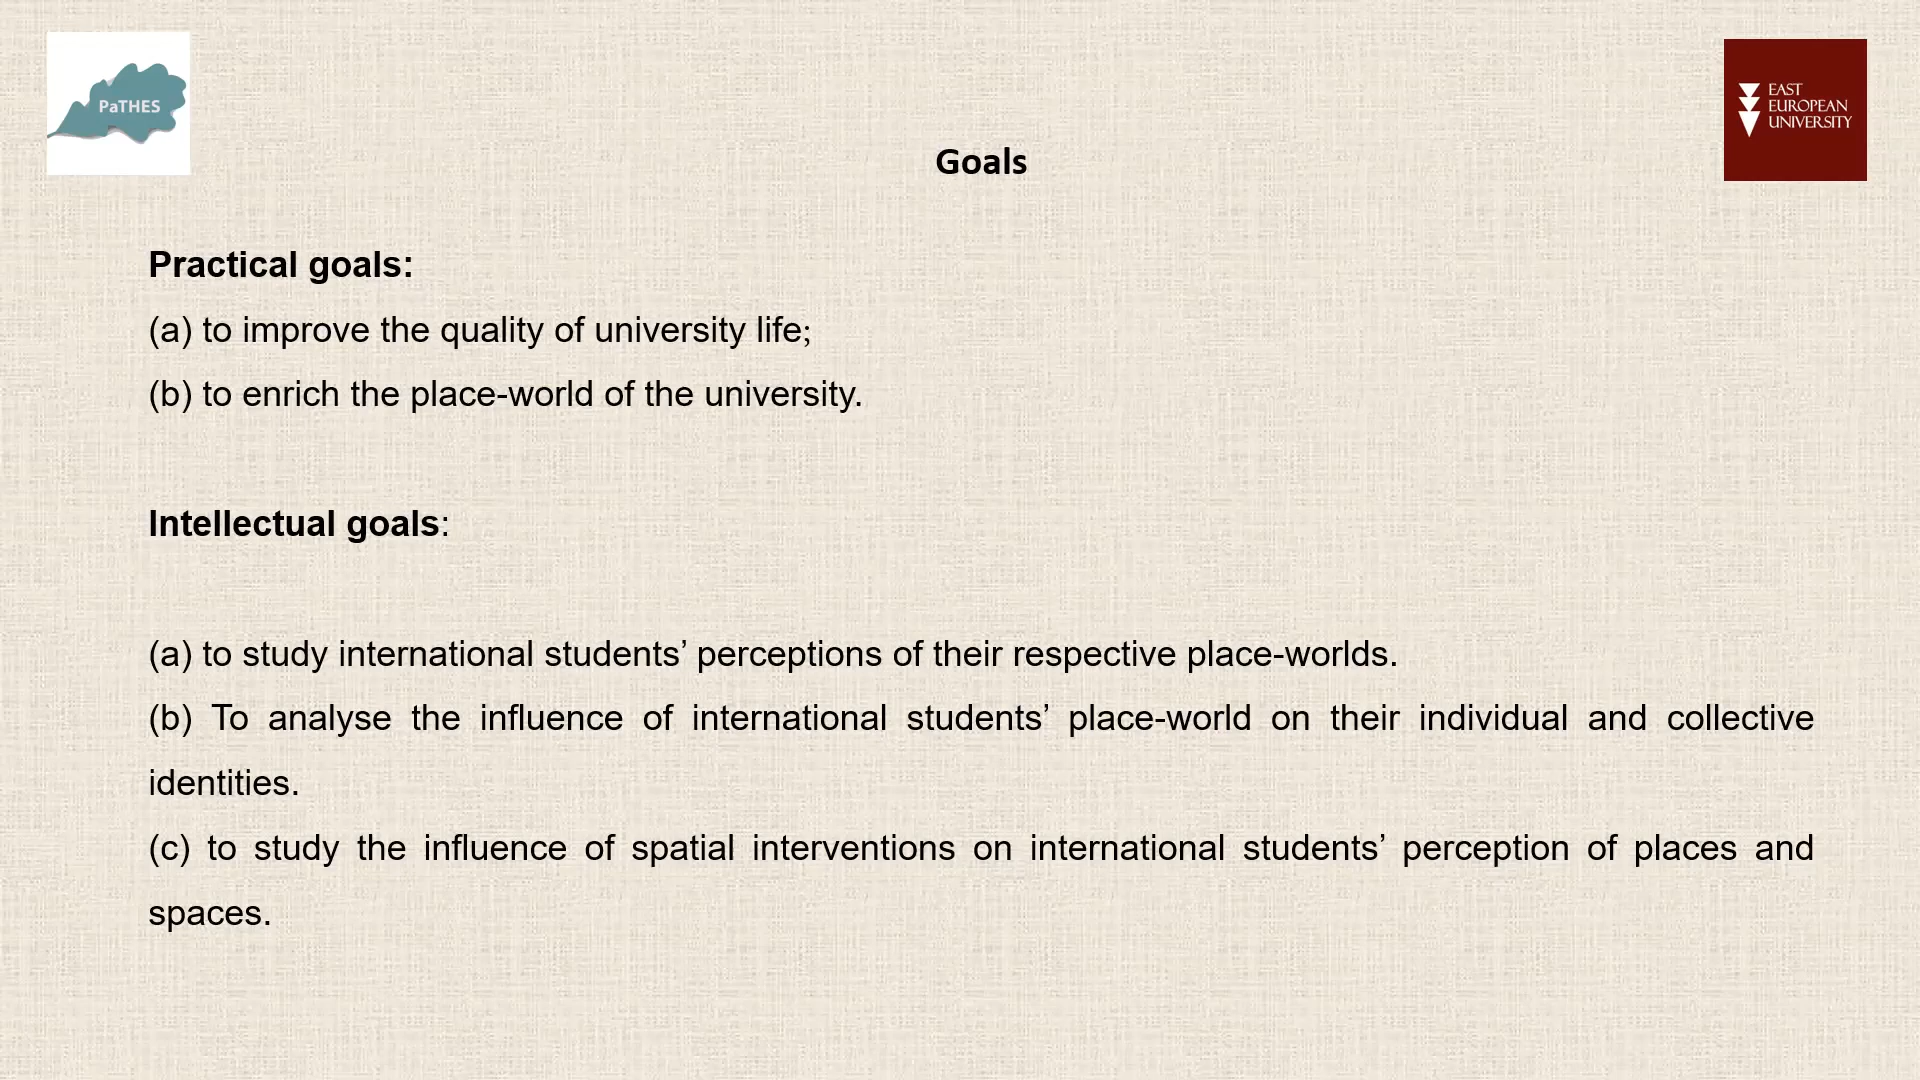 PaTHES
EAST
EUROPEAN
UNIVERSITY
Goals
Practical goals:
(a) to improve the quality of university life;
(b) to enrich the place-world of the university.
Intellectual goals:
(a) to study international students’ perceptions of their respective place-worlds.
(b) To analyse the influence of international students’ place-world on their individual and collective
identities.
(c) to study the influence of spatial interventions on international students’ perception of places and
spaces.